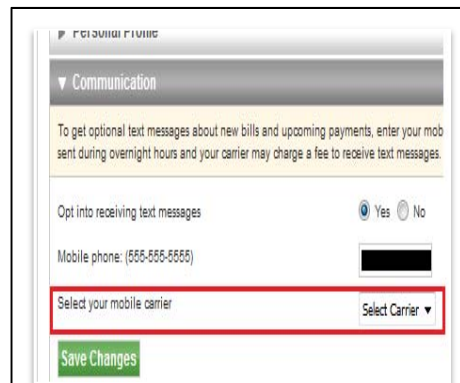 Personal Profile
▼ Communication
To get optional text messages about new bills and upcoming payments, enter your mob
sent during overnight hours and your carrier may charge a fee to receive text messages.
Opt into receiving text messages Yes No
Mobile phone: (555-555-5555)
Select your mobile carrier Select Carrier ▼
Save Changes